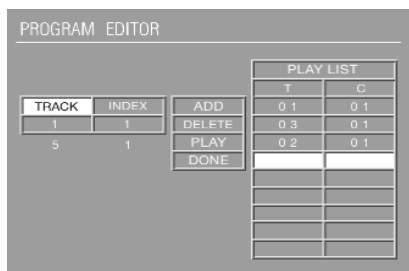 PROGRAM EDITOR
PLAY LIST
T C
TRACK INDEX ADD 0 1 0 1
1 1 DELETE 0 3 0 1
5 1 PLAY 0 2 0 1
DONE